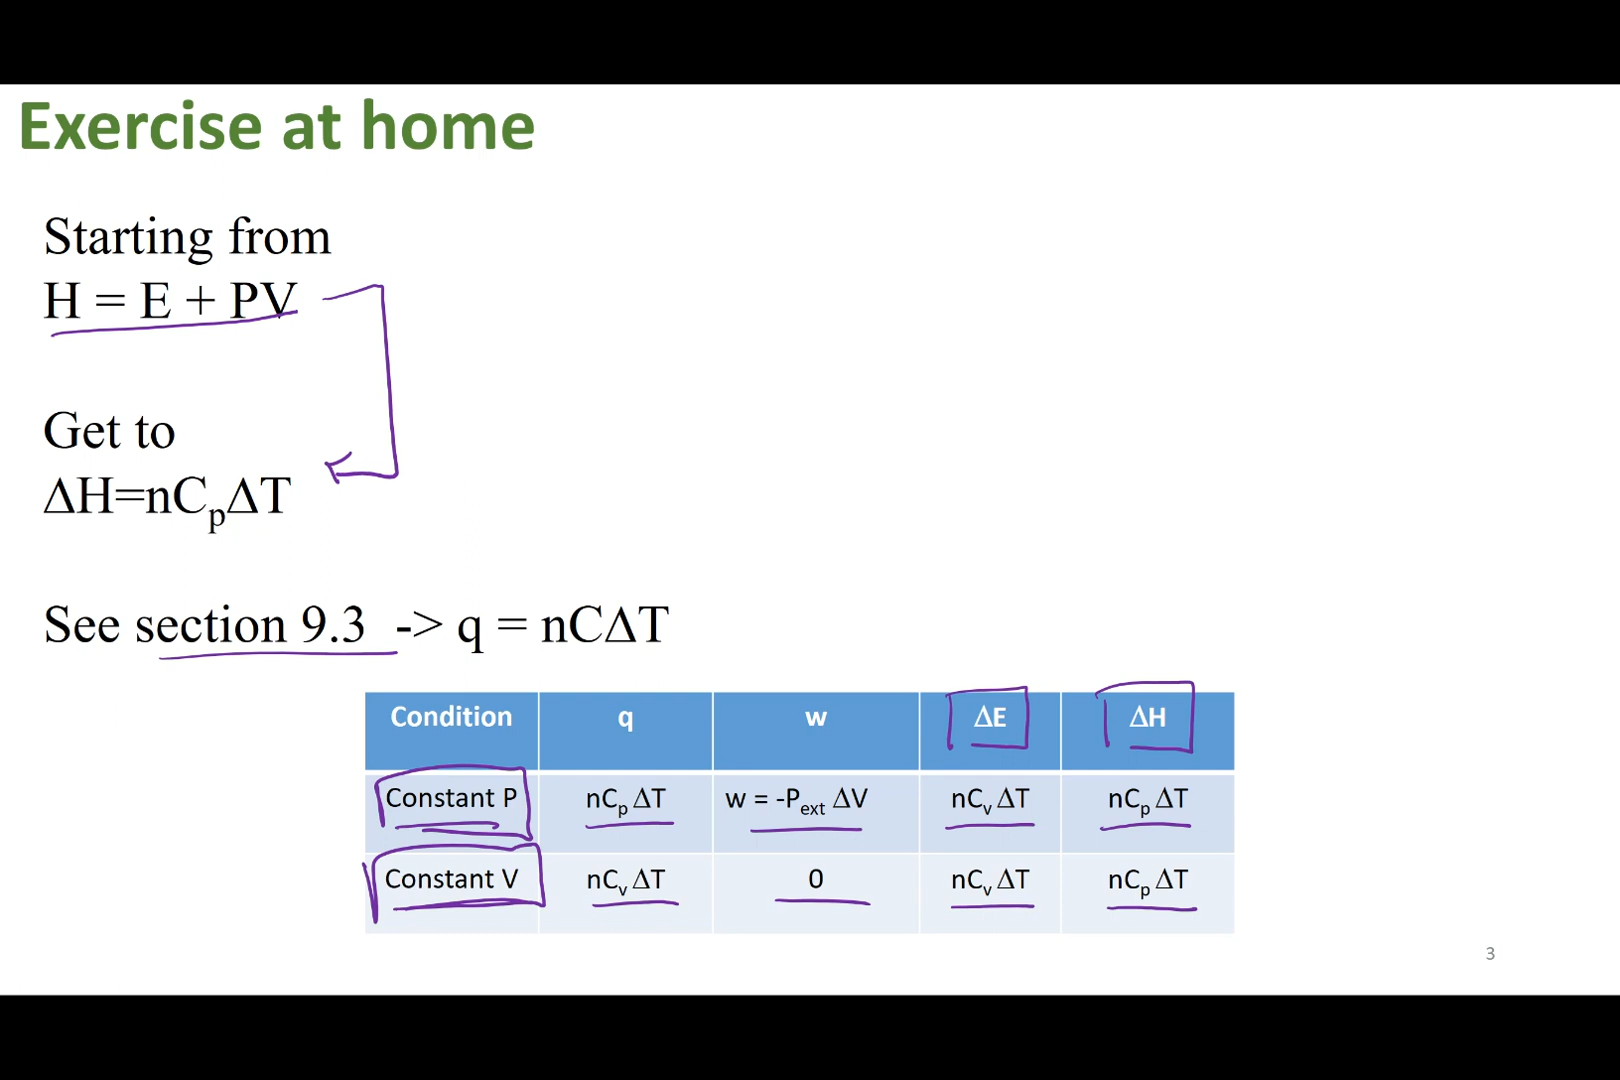 Exercise at home
Starting from
H = E + PV
Get to
ΔH=nCpΔT
See section 9.3 -> q = nCΔT
Condition q w ΔE ΔH
Constant P nCp ΔT w = -Pext ΔV nCv ΔT nCp ΔT
Constant V nCv ΔT 0 nCv ΔT nCp ΔT
3